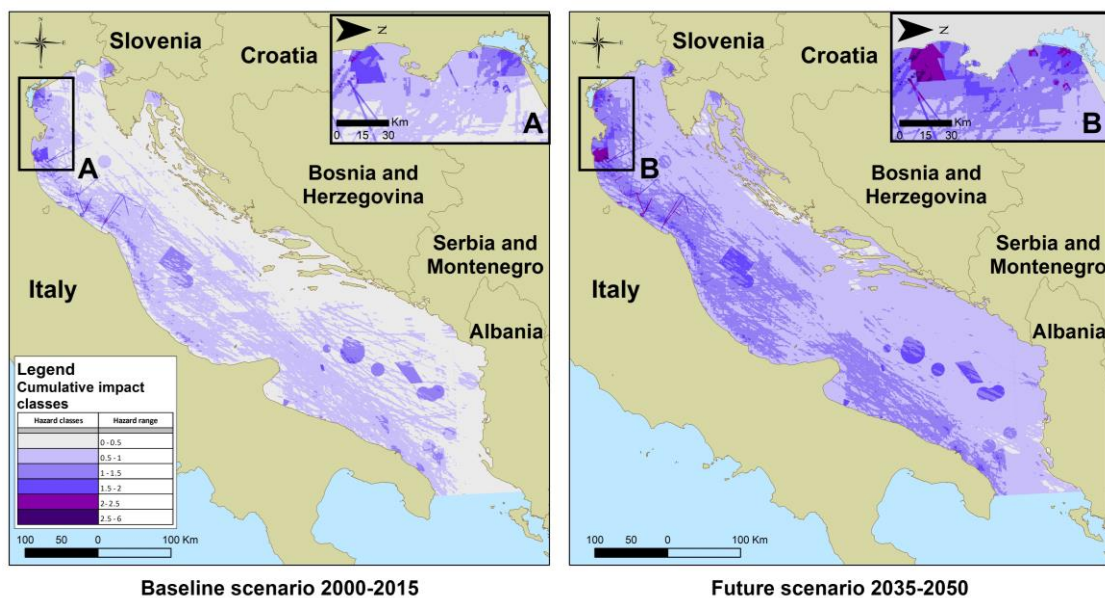 Slovenia
Croatia
Bosnia and
Herzegovina
Serbia and
Montenegro
Albania
Italy
N
S
W
E
N
Km
0 15 30
A
A
Legend
Cumulative impact
classes
Hazard classes Hazard range
0 - 0.5
0.5 - 1
1 - 1.5
1.5 - 2
2- 2.5
2.5 - 6
100 50 0 100 Km
Baseline scenario 2000-2015
Slovenia
Croatia
Bosnia and
Herzegovina
Serbia and
Montenegro
Albania
Italy
N
S
W
E
N
Km
0 15 30
B
B
100 50 0 100 Km
Future scenario 2035-2050